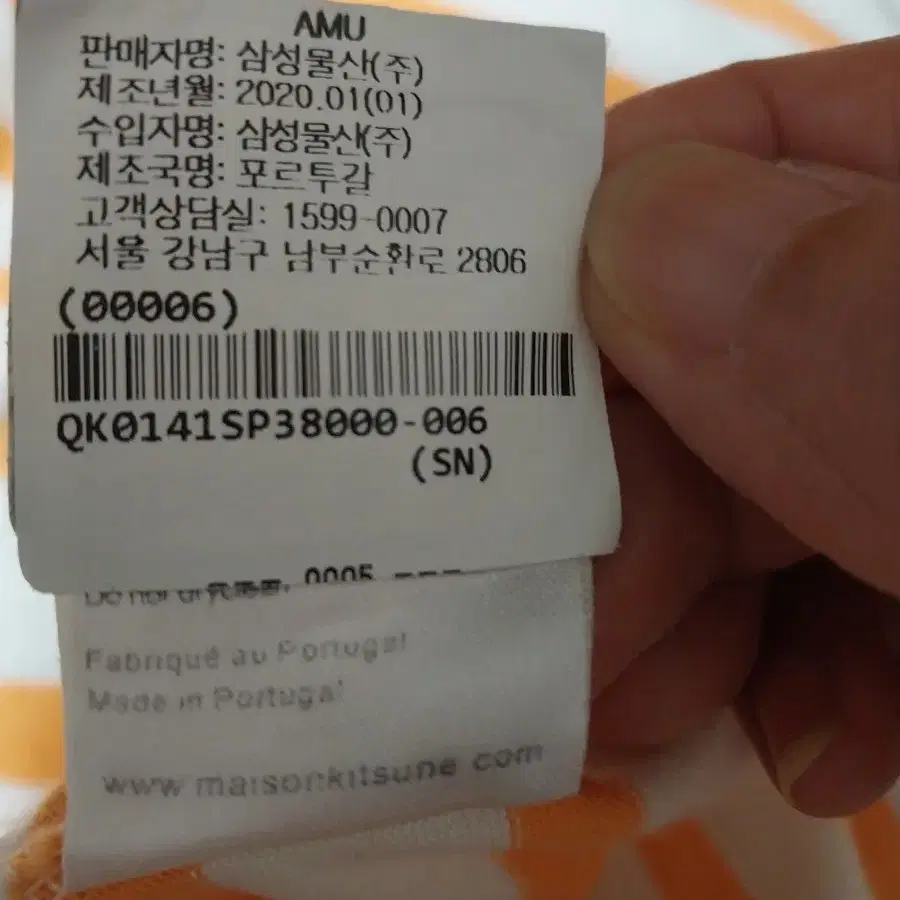 AMU
판매자명: 삼성물산(주)
제조년월: 2020.01(01)
수입자명: 삼성물산(주)
제조국명: 포르투갈
고객상담실: 1599-0007
서울 강남구 남부순환로 2806
(00006)
QK0141SP38000-006
(SN)
Do not 0005 ---
Fabriqué au Portugal
Made in Portugal
www.maisonkitsune.com